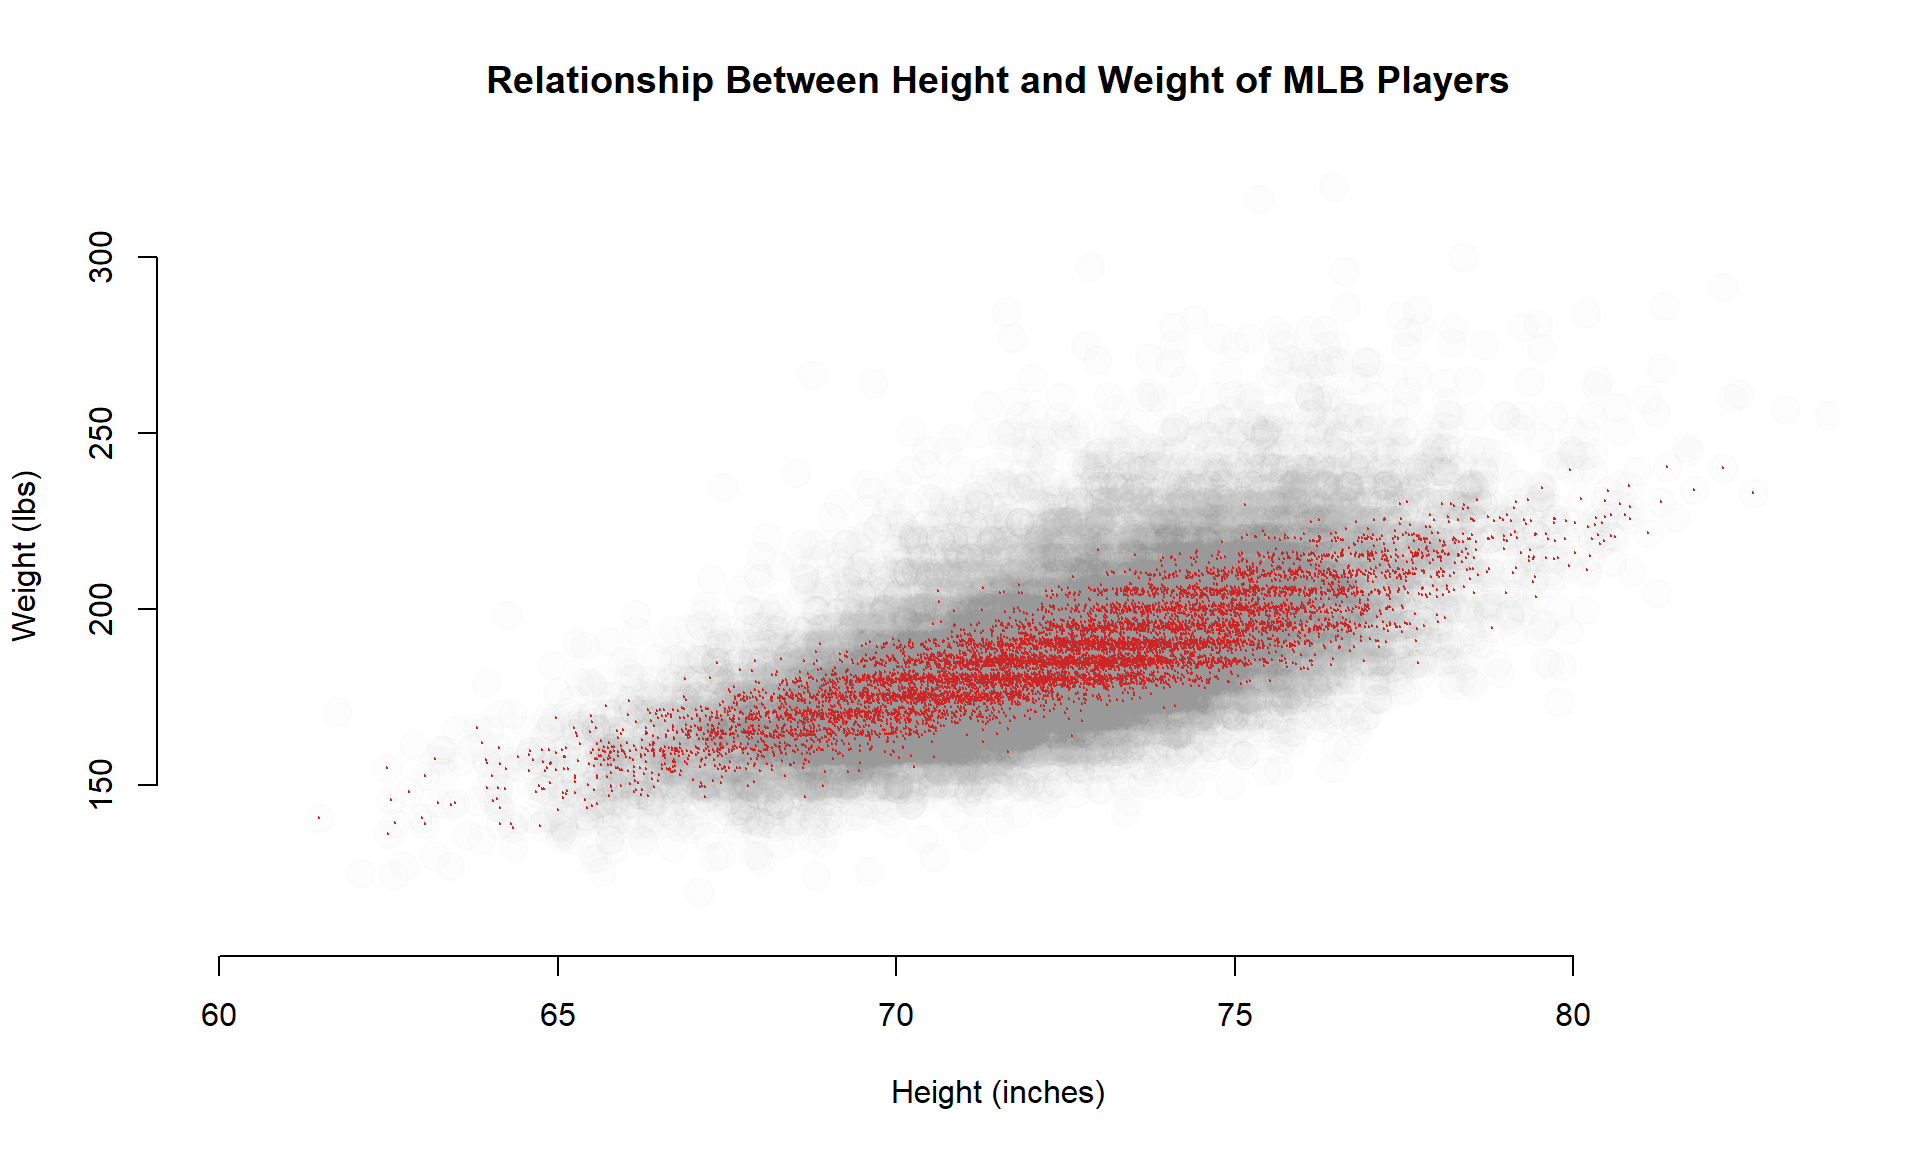 Relationship Between Height and Weight of MLB Players
300
250
200
150
Weight (lbs)
60 65 70 75 80
Height (inches)